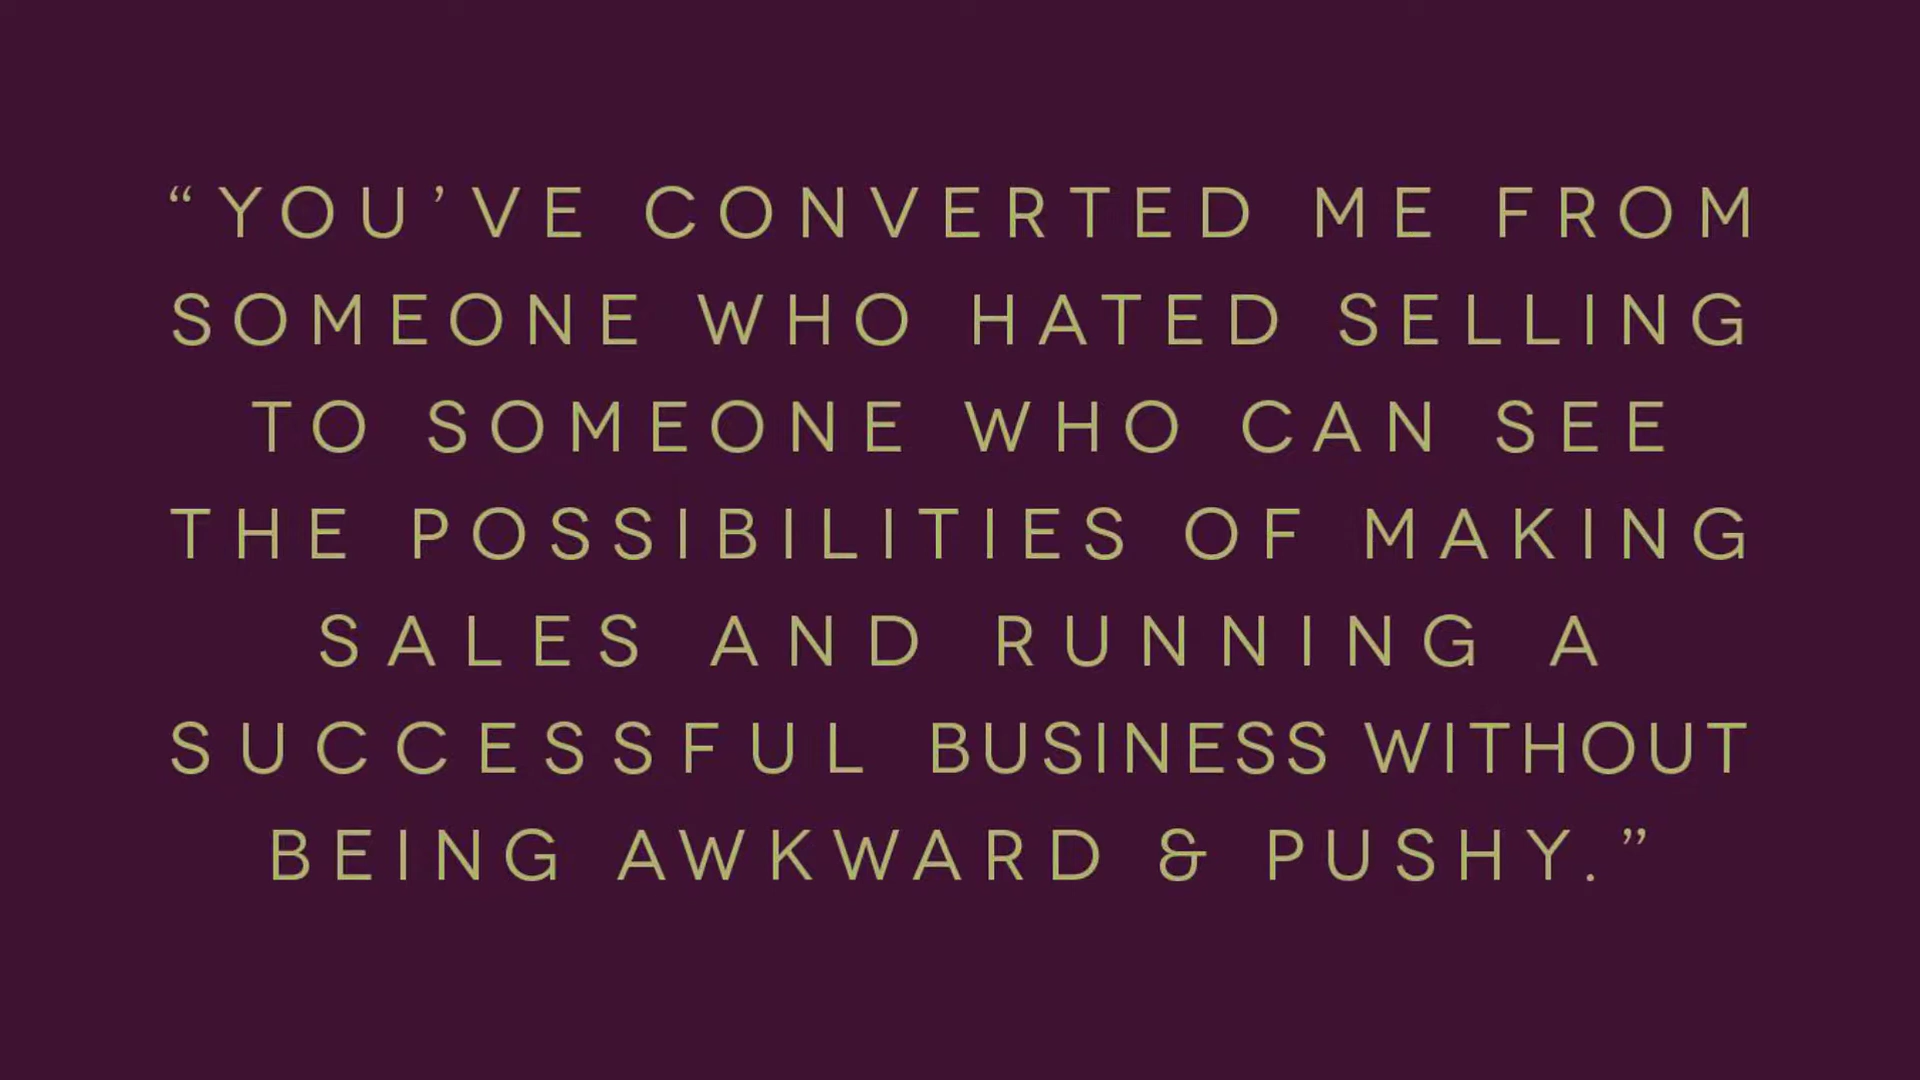 “YOU’VE CONVERTED ME FROM
SOMEONE WHO HATED SELLING
TO SOMEONE WHO CAN SEE
THE POSSIBILITIES OF MAKING
SALES AND RUNNING A
SUCCESSFUL BUSINESS WITHOUT
BEING AWKWARD & PUSHY.”